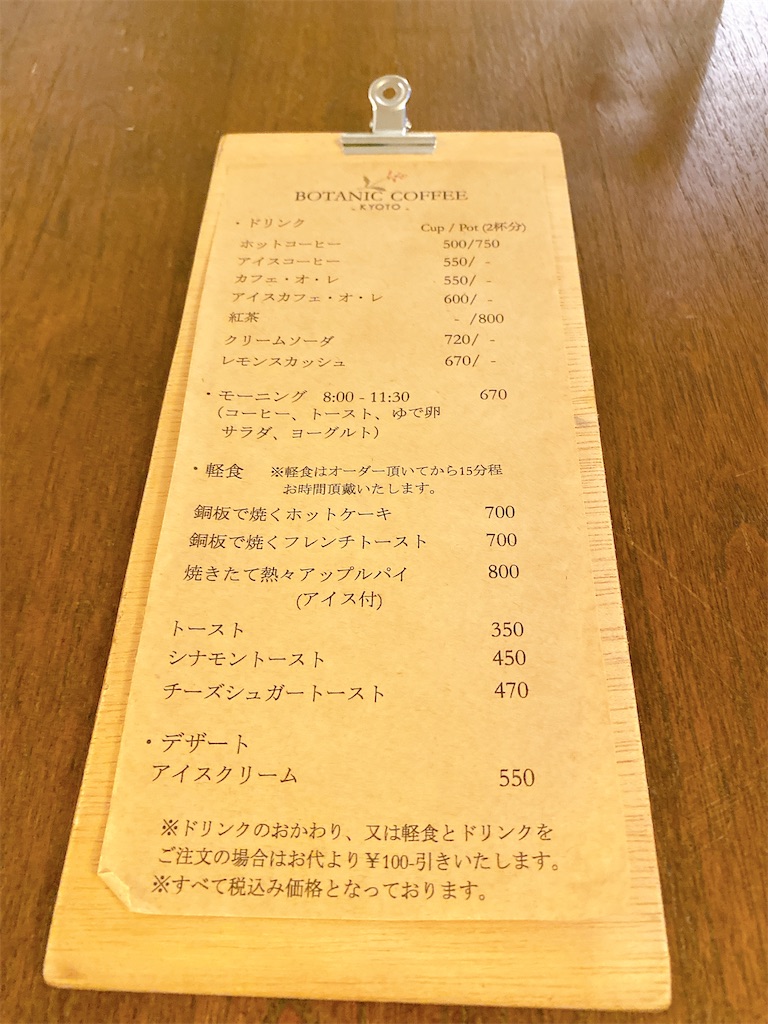 BOTANIC COFFEE
- KYOTO -
・ドリンク Cup / Pot (2杯分)
ホットコーヒー 500/750
アイスコーヒー 550/ -
カフェ・オ・レ 550/ -
アイスカフェ・オ・レ 600/ -
紅茶 - /800
クリームソーダ 720/ -
レモンスカッシュ 670/ -
・モーニング 8:00 - 11:30 670
(コーヒー、トースト、ゆで卵
サラダ、ヨーグルト)
・軽食 ※軽食はオーダー頂いてから15分程
お時間頂戴いたします。
銅板で焼くホットケーキ 700
銅板で焼くフレンチトースト 700
焼きたて熱々アップルパイ 800
(アイス付)
トースト 350
シナモントースト 450
チーズシュガートースト 470
・デザート
アイスクリーム 550
※ドリンクのおかわり、又は軽食とドリンクを
ご注文の場合はお代より￥100-引きいたします。
※すべて税込み価格となっております。